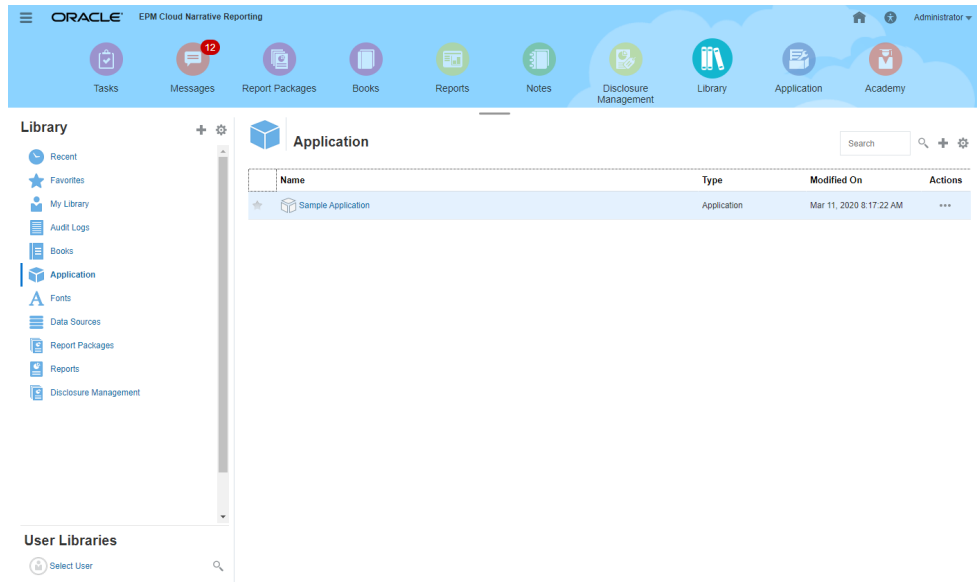 ORACLE® EPM Cloud Narrative Reporting Administrator
12
Tasks Messages Report Packages Books Reports Notes Disclosure Management Library Application Academy
Library
Recent
Favorites
My Library
Audit Logs
Books
Application
Fonts
Data Sources
Report Packages
Reports
Disclosure Management
User Libraries
Select User
Application
Search
Name Type Modified On Actions
Sample Application Application Mar 11, 2020 8:17:22 AM